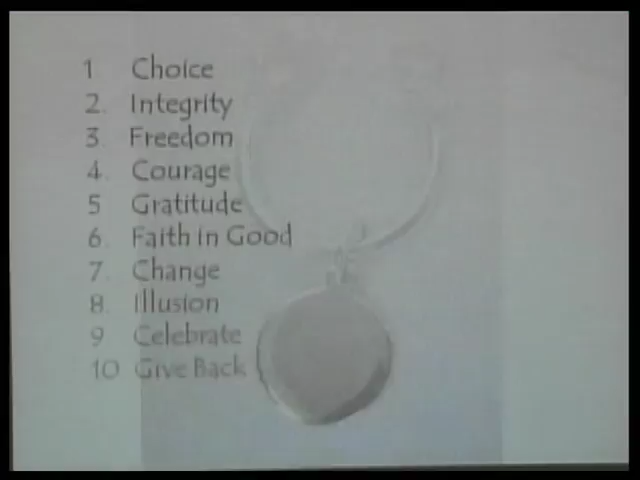 1 Choice
2. Integrity
3 Freedom
4. Courage
5 Gratitude
6. Faith in Good
7. Change
8. Illusion
9 Celebrate
10 Give Back